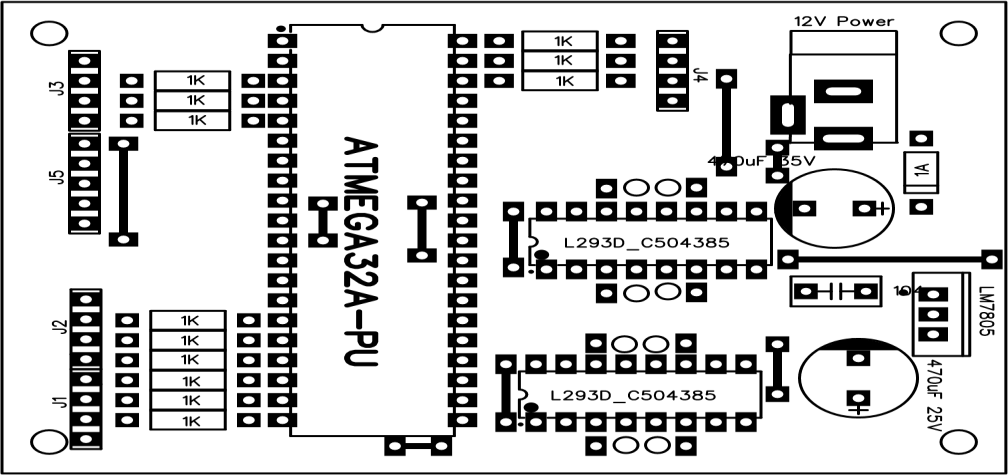 12V Power
J3
1K
1K
1K
1K
1K
1K
J4
470uF 35V
1A
J5
ATMEGA32A-PU
L293D_C504385
104
LM7805
J2
1K
1K
1K
1K
1K
1K
J1
L293D_C504385
470uF 25V